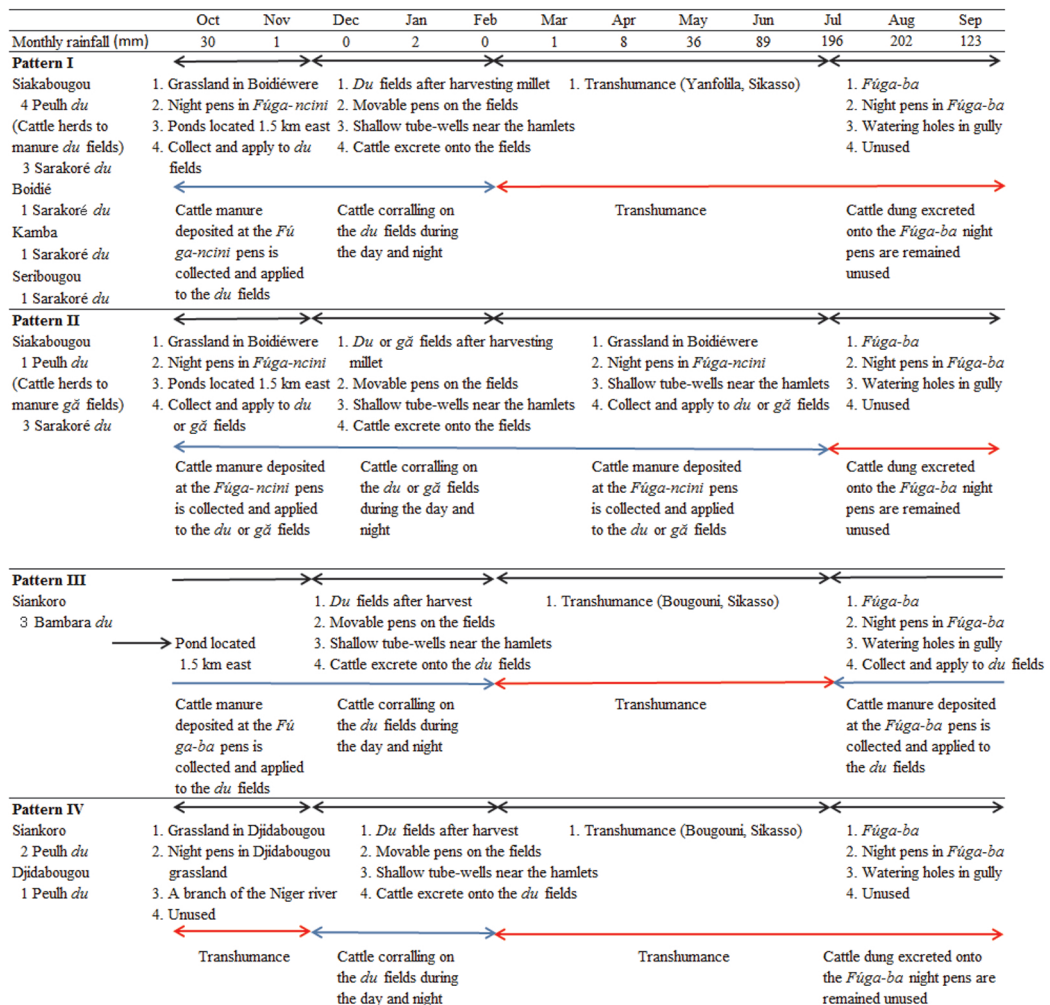 Oct Nov Dec Jan Feb Mar Apr May Jun Jul Aug Sep
Monthly rainfall (mm) 30 1 0 2 0 1 8 36 89 196 202 123
Pattern I
Siakabougou 1. Grassland in Boidiéwere 1. Du fields after harvesting millet 1. Transhumance (Yanfolila, Sikasso) 1. Fúga-ba
4 Peulh du 2. Night pens in Fúga-ncini 2. Movable pens on the fields 2. Night pens in Fúga-ba
(Cattle herds to 3. Ponds located 1.5 km east 3. Shallow tube-wells near the hamlets 3. Watering holes in gully
manure du fields) 4. Collect and apply to du 4. Cattle excrete onto the fields 4. Unused
3 Sarakoré du fields
Boidié
1 Sarakoré du Cattle manure Cattle corralling on Transhumance Cattle dung excreted
Kamba deposited at the Fú the du fields during onto the Fúga-ba night
1 Sarakoré du ga-ncini pens is the day and night pens are remained
Seribougou collected and applied unused
1 Sarakoré du to the du fields
Pattern II
Siakabougou 1. Grassland in Boidiéwere 1. Du or gǎ fields after harvesting 1. Grassland in Boidiéwere 1. Fúga-ba
1 Peulh du 2. Night pens in Fúga-ncini millet 2. Night pens in Fúga-ncini 2. Night pens in Fúga-ba
(Cattle herds to 3. Ponds located 1.5 km east 2. Movable pens on the fields 3. Shallow tube-wells near the hamlets 3. Watering holes in gully
manure gǎ fields) 4. Collect and apply to du 3. Shallow tube-wells near the hamlets 4. Collect and apply to du or gǎ fields 4. Unused
3 Sarakoré du or gǎ fields 4. Cattle excrete onto the fields
Cattle manure deposited Cattle corralling on Cattle manure deposited Cattle dung excreted
at the Fúga-ncini pens the du or gǎ fields at the Fúga-ncini pens onto the Fúga-ba night
is collected and applied during the day and is collected and applied pens are remained
to the du or gǎ fields night to the du or gǎ fields unused
Pattern III
Siankoro 1. Du fields after harvest 1. Transhumance (Bougouni, Sikasso) 1. Fúga-ba
3 Bambara du 2. Movable pens on the fields 2. Night pens in Fúga-ba
Pond located 3. Shallow tube-wells near the hamlets 3. Watering holes in gully
1.5 km east 4. Cattle excrete onto the du fields 4. Collect and apply to du fields
Cattle manure Cattle corralling on Transhumance Cattle manure deposited
deposited at the Fú the du fields during at the Fúga-ba pens is
ga-ba pens is the day and night collected and applied to
collected and applied the du fields
to the du fields
Pattern IV
Siankoro 1. Grassland in Djidabougou 1. Du fields after harvest 1. Transhumance (Bougouni, Sikasso) 1. Fúga-ba
2 Peulh du 2. Night pens in Djidabougou 2. Movable pens on the fields 2. Night pens in Fúga-ba
Djidabougou grassland 3. Shallow tube-wells near the hamlets 3. Watering holes in gully
1 Peulh du 3. A branch of the Niger river 4. Cattle excrete onto the du fields 4. Unused
4. Unused
Transhumance Cattle corralling on Transhumance Cattle dung excreted onto
the du fields during the Fúga-ba night pens are
the day and night remained unused